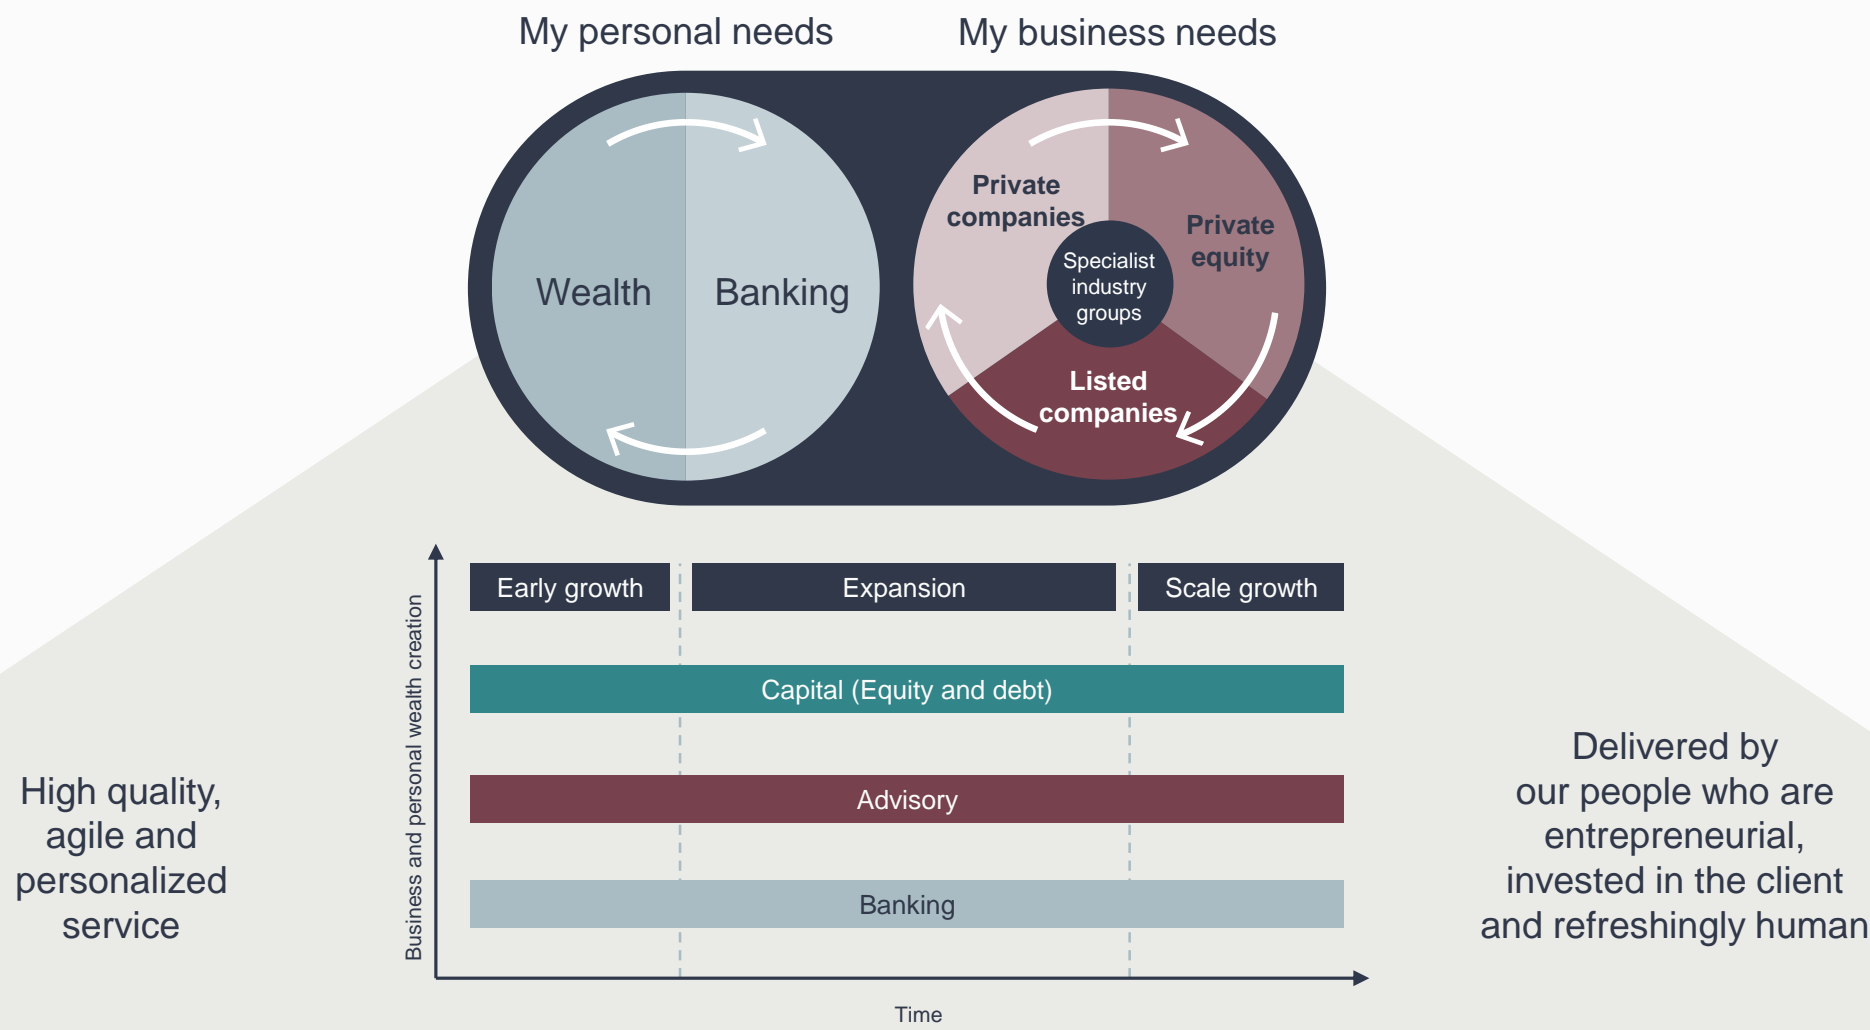 My personal needs
My business needs
Private
companies
Private
equity
Specialist
industry
groups
Wealth
Banking
Listed
companies
Early growth
Expansion
Scale growth
Capital (Equity and debt)
Advisory
Banking
Business and personal wealth creation
Time
High quality,
agile and
personalized
service
Delivered by
our people who are
entrepreneurial,
invested in the client
and refreshingly human